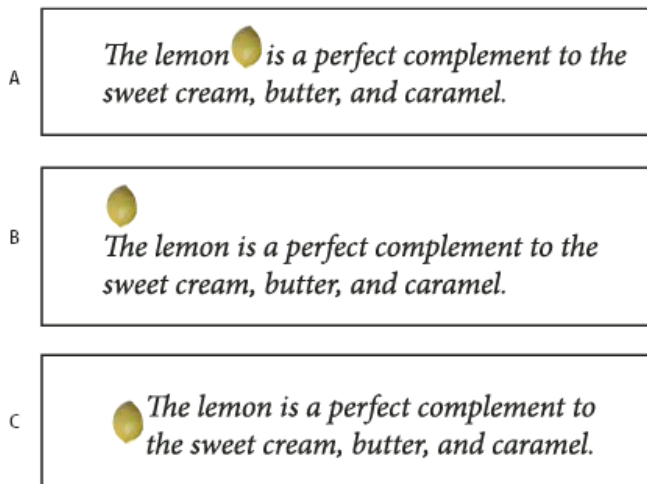 A
The lemon is a perfect complement to the
sweet cream, butter, and caramel.
B
The lemon is a perfect complement to the
sweet cream, butter, and caramel.
C
The lemon is a perfect complement to
the sweet cream, butter, and caramel.